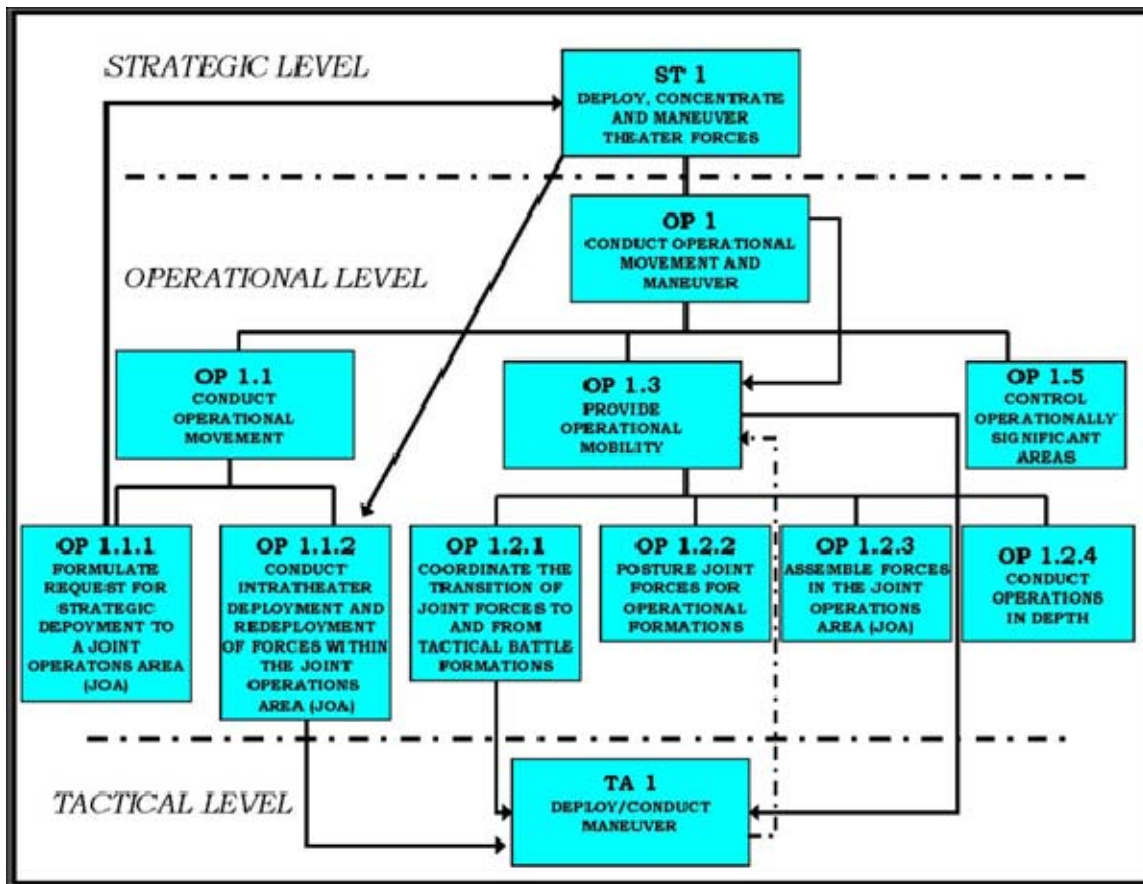 STRATEGIC LEVEL
ST 1
DEPLOY, CONCENTRATE
AND MANEUVER
THEATER FORCES
OP 1
CONDUCT OPERATIONAL
MOVEMENT AND
MANEUVER
OPERATIONAL LEVEL
OP 1.1
CONDUCT
OPERATIONAL
MOVEMENT
OP 1.3
PROVIDE
OPERATIONAL
MOBILITY
OP 1.5
CONTROL
OPERATIONALLY
SIGNIFICANT
AREAS
OP 1.1.1
FORMULATE
REQUEST FOR
STRATEGIC
DEPOYMENT TO
A JOINT
OPERATONS AREA
(JOA)
OP 1.1.2
CONDUCT
INTRATHEATER
DEPLOYMENT AND
REDEPLOYMENT
OF FORCES WITHIN
THE JOINT
OPERATIONS
AREA (JOA)
OP 1.2.1
COORDINATE THE
TRANSITION OF
JOINT FORCES TO
AND FROM
TACTICAL BATTLE
FORMATIONS
OP 1.2.2
POSTURE JOINT
FORCES FOR
OPERATIONAL
FORMATIONS
OP 1.2.3
ASSEMBLE FORCES
IN THE JOINT
OPERATIONS
AREA (JOA)
OP 1.2.4
CONDUCT
OPERATIONS
IN DEPTH
TACTICAL LEVEL
TA 1
DEPLOY/CONDUCT
MANEUVER